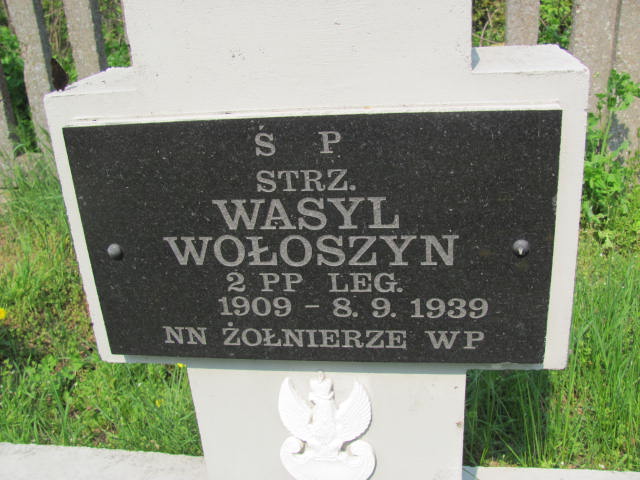 Ś P
STRZ.
WASYL
WOŁOSZYN
2 PP LEG.
1909 - 8. 9. 1939
NN ŻOŁNIERZE WP